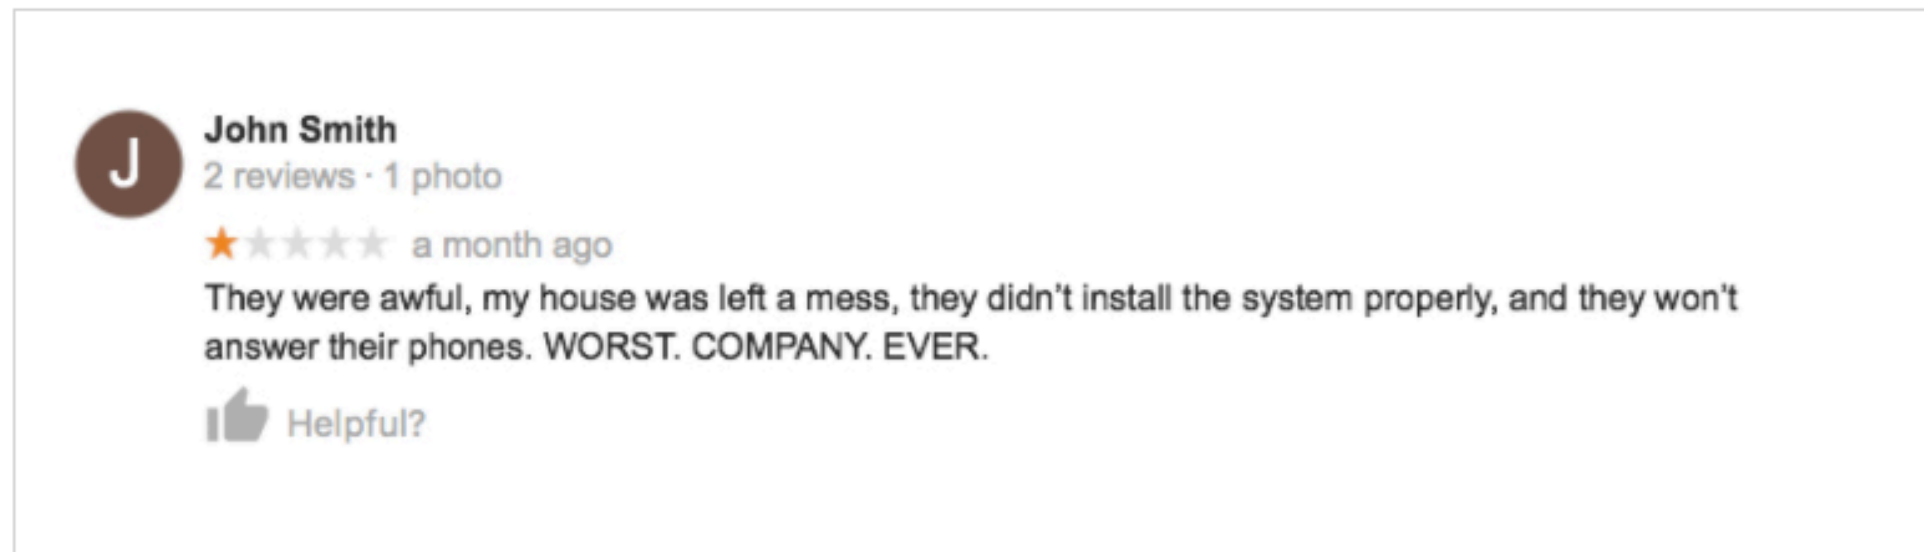 J
John Smith
2 reviews · 1 photo
a month ago
They were awful, my house was left a mess, they didn't install the system properly, and they won't
answer their phones. WORST. COMPANY. EVER.
Helpful?